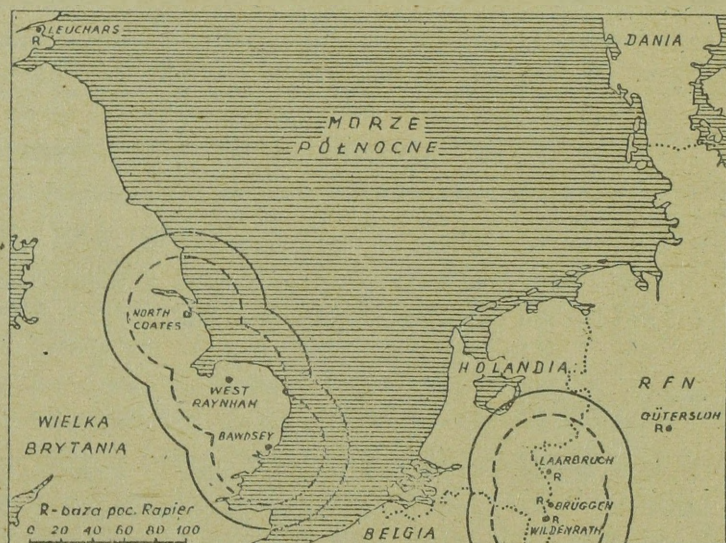 LEUCHARS
R
DANIA
MORZE
PÓŁNOCNE
NORTH
COATES
HOLANDIA
WEST
RAYNHAM
RFN
GÜTERSLOH
R
WIELKA
BRYTANIA
BAWDSEY
LAARBRUCH
R
R
BRÜGGEN
R
WILDENRATH
R-baza poc. Rapier
0 20 40 60 80 100
BELGIA